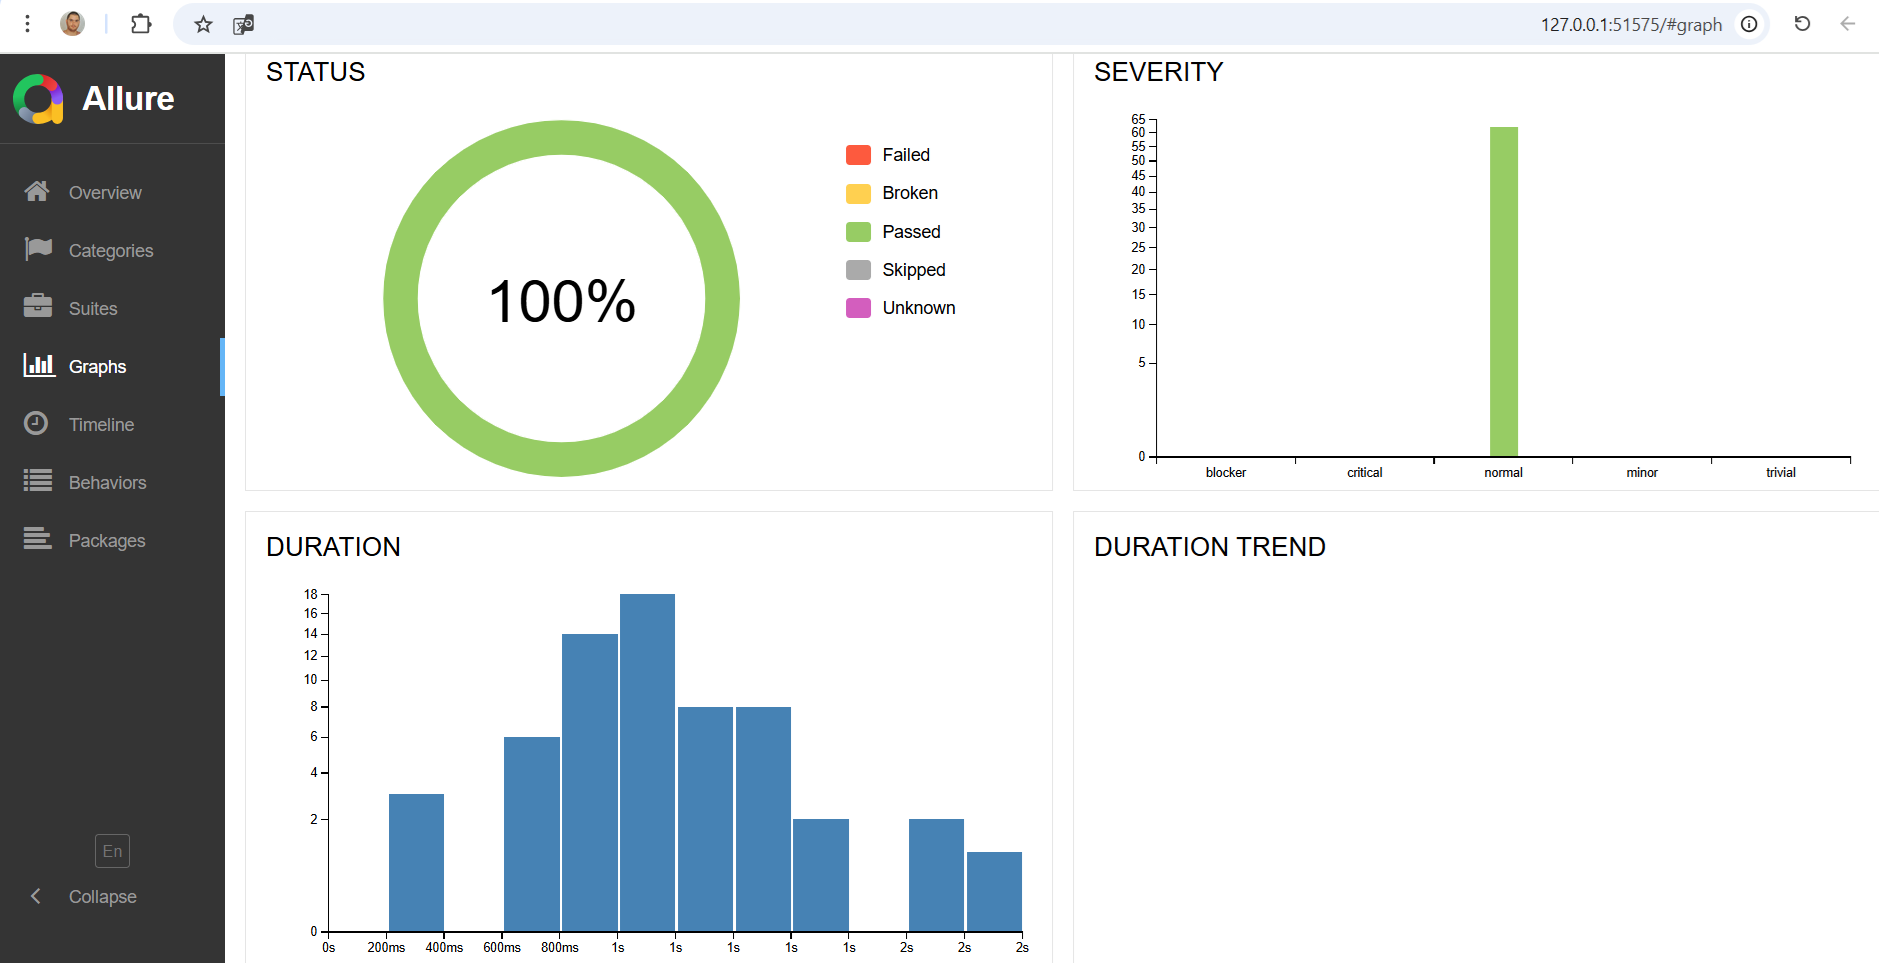 127.0.0.1:51575/#graph
Allure
Overview
Categories
Suites
Graphs
Timeline
Behaviors
Packages
En
Collapse
STATUS
100%
Failed
Broken
Passed
Skipped
Unknown
SEVERITY
65
60
55
50
45
40
35
30
25
20
15
10
5
0
blocker critical normal minor trivial
DURATION
18
16
14
12
10
8
6
4
2
0
0s 200ms 400ms 600ms 800ms 1s 1s 1s 1s 1s 2s 2s 2s
DURATION TREND